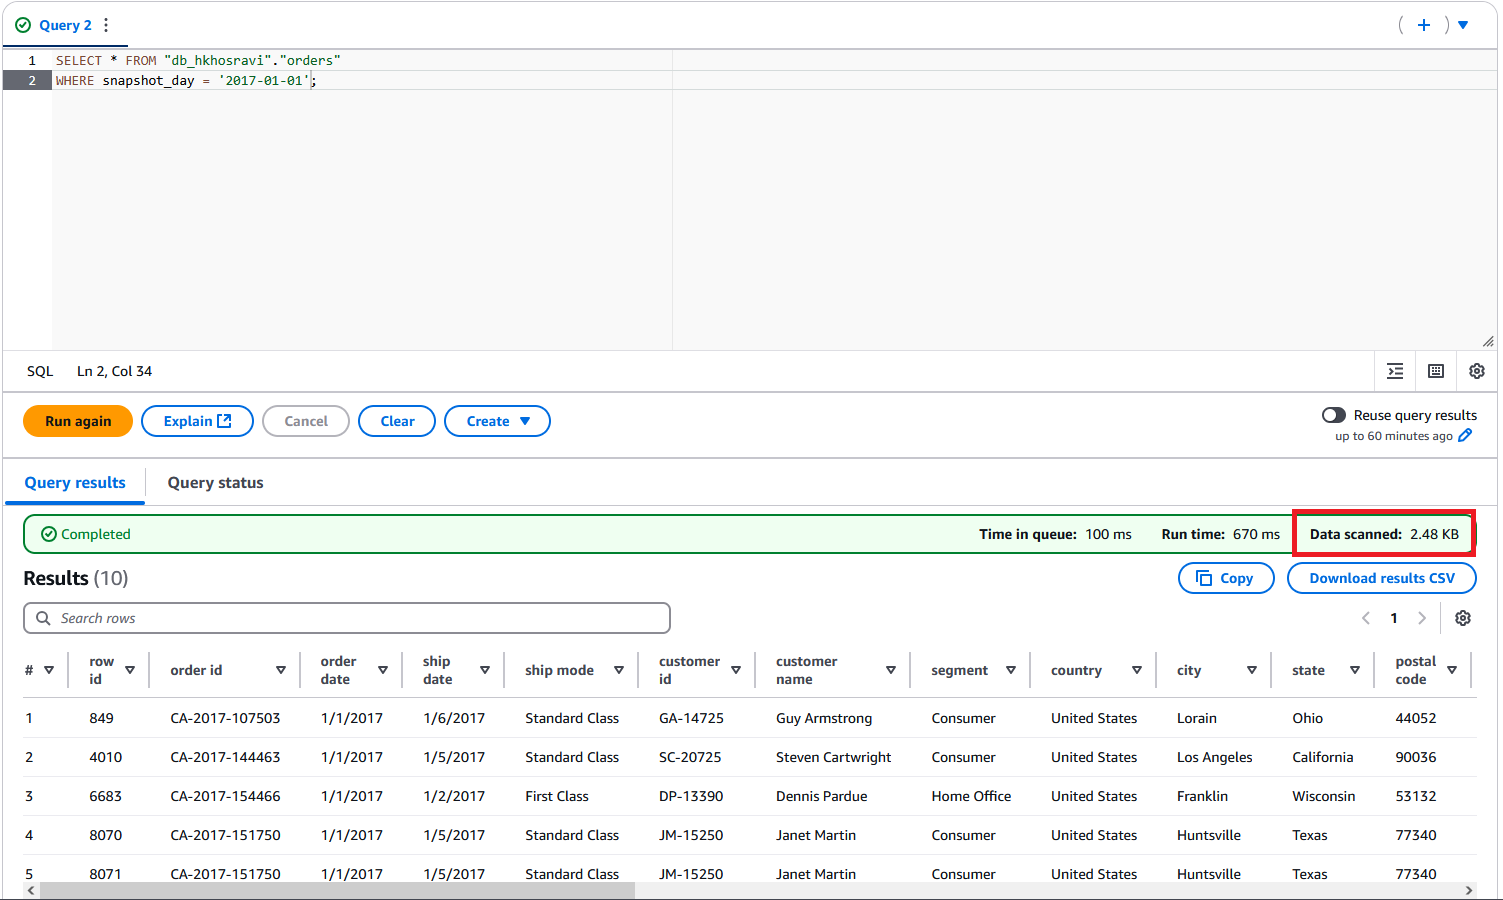 Query 2
1 SELECT * FROM "db_hkhosravi"."orders"
2 WHERE snapshot_day = '2017-01-01';
SQL Ln 2, Col 34
Run again Explain Cancel Clear Create Reuse query results
up to 60 minutes ago
Query results Query status
Completed Time in queue: 100 ms Run time: 670 ms Data scanned: 2.48 KB
Results (10) Copy Download results CSV
Search rows 1
# row id order id order date ship date ship mode customer id customer name segment country city state postal code
1 849 CA-2017-107503 1/1/2017 1/6/2017 Standard Class GA-14725 Guy Armstrong Consumer United States Lorain Ohio 44052
2 4010 CA-2017-144463 1/1/2017 1/5/2017 Standard Class SC-20725 Steven Cartwright Consumer United States Los Angeles California 90036
3 6683 CA-2017-154466 1/1/2017 1/2/2017 First Class DP-13390 Dennis Pardue Home Office United States Franklin Wisconsin 53132
4 8070 CA-2017-151750 1/1/2017 1/5/2017 Standard Class JM-15250 Janet Martin Consumer United States Huntsville Texas 77340
5 8071 CA-2017-151750 1/1/2017 1/5/2017 Standard Class JM-15250 Janet Martin Consumer United States Huntsville Texas 77340